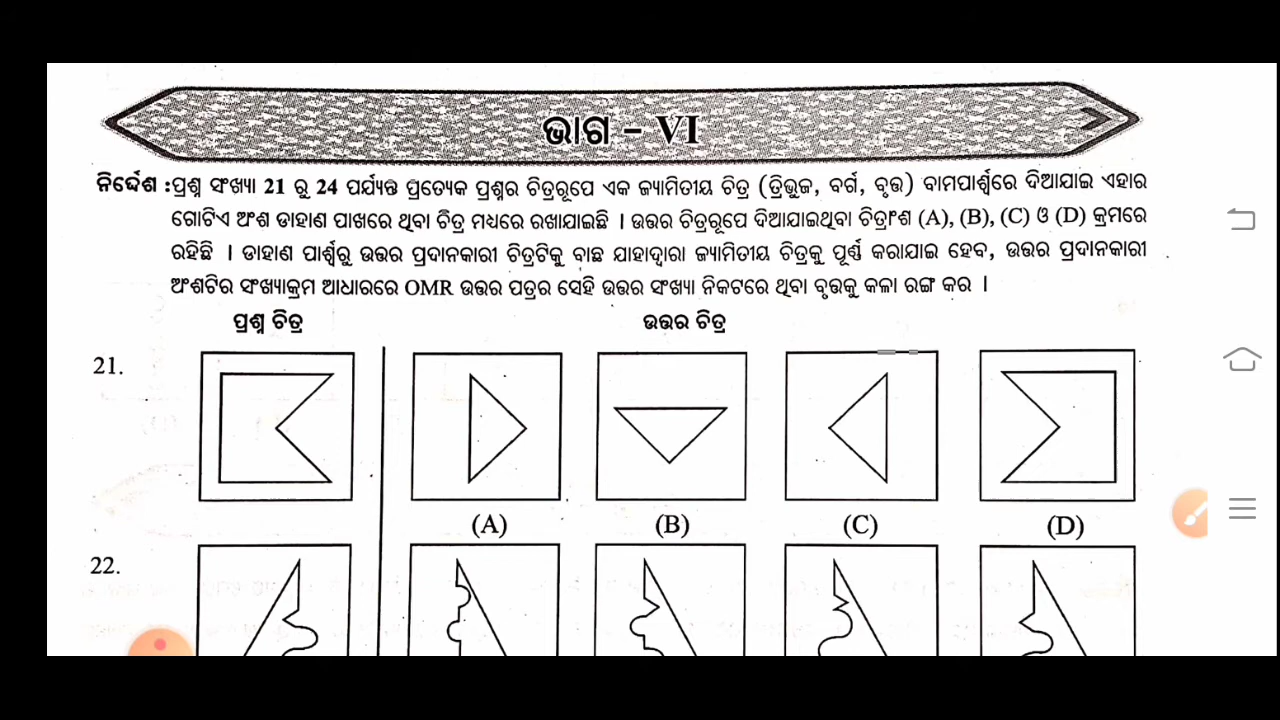 ଭାଗ – VI
ନିର୍ଦ୍ଦେଶ :ପ୍ରଶ୍ନ ସଂଖ୍ୟା 21 ରୁ 24 ପର୍ଯ୍ୟନ୍ତ ପ୍ରତ୍ୟେକ ପ୍ରଶ୍ନର ଚିତ୍ରରୂପେ ଏକ ଜ୍ୟାମିତୀୟ ଚିତ୍ର (ତ୍ରିଭୁଜ, ବର୍ଗ, ବୃତ୍ତ) ବାମପାର୍ଶ୍ୱରେ ଦିଆଯାଇ ଏହାର
ଗୋଟିଏ ଅଂଶ ଡାହାଣ ପାଖରେ ଥିବା ଚିତ୍ର ମଧ୍ୟରେ ରଖାଯାଇଛି । ଉତ୍ତର ଚିତ୍ରରୂପେ ଦିଆଯାଇଥିବା ଚିତ୍ରାଂଶ (A), (B), (C) ଓ (D) କ୍ରମରେ
ରହିଛି । ଡାହାଣ ପାର୍ଶ୍ୱରୁ ଉତ୍ତର ପ୍ରଦାନକାରୀ ଚିତ୍ରଟିକୁ ବାଛ ଯାହାଦ୍ୱାରା ଜ୍ୟାମିତୀୟ ଚିତ୍ରକୁ ପୂର୍ଣ୍ଣ କରାଯାଇ ହେବ, ଉତ୍ତର ପ୍ରଦାନକାରୀ
ଅଂଶଟିର ସଂଖ୍ୟାକ୍ରମ ଆଧାରରେ OMR ଉତ୍ତର ପତ୍ରର ସେହି ଉତ୍ତର ସଂଖ୍ୟା ନିକଟରେ ଥିବା ବୃତ୍ତକୁ କଳା ରଙ୍ଗ କର ।
ପ୍ରଶ୍ନ ଚିତ୍ର ଉତ୍ତର ଚିତ୍ର
21.
(A) (B) (C) (D)
22.